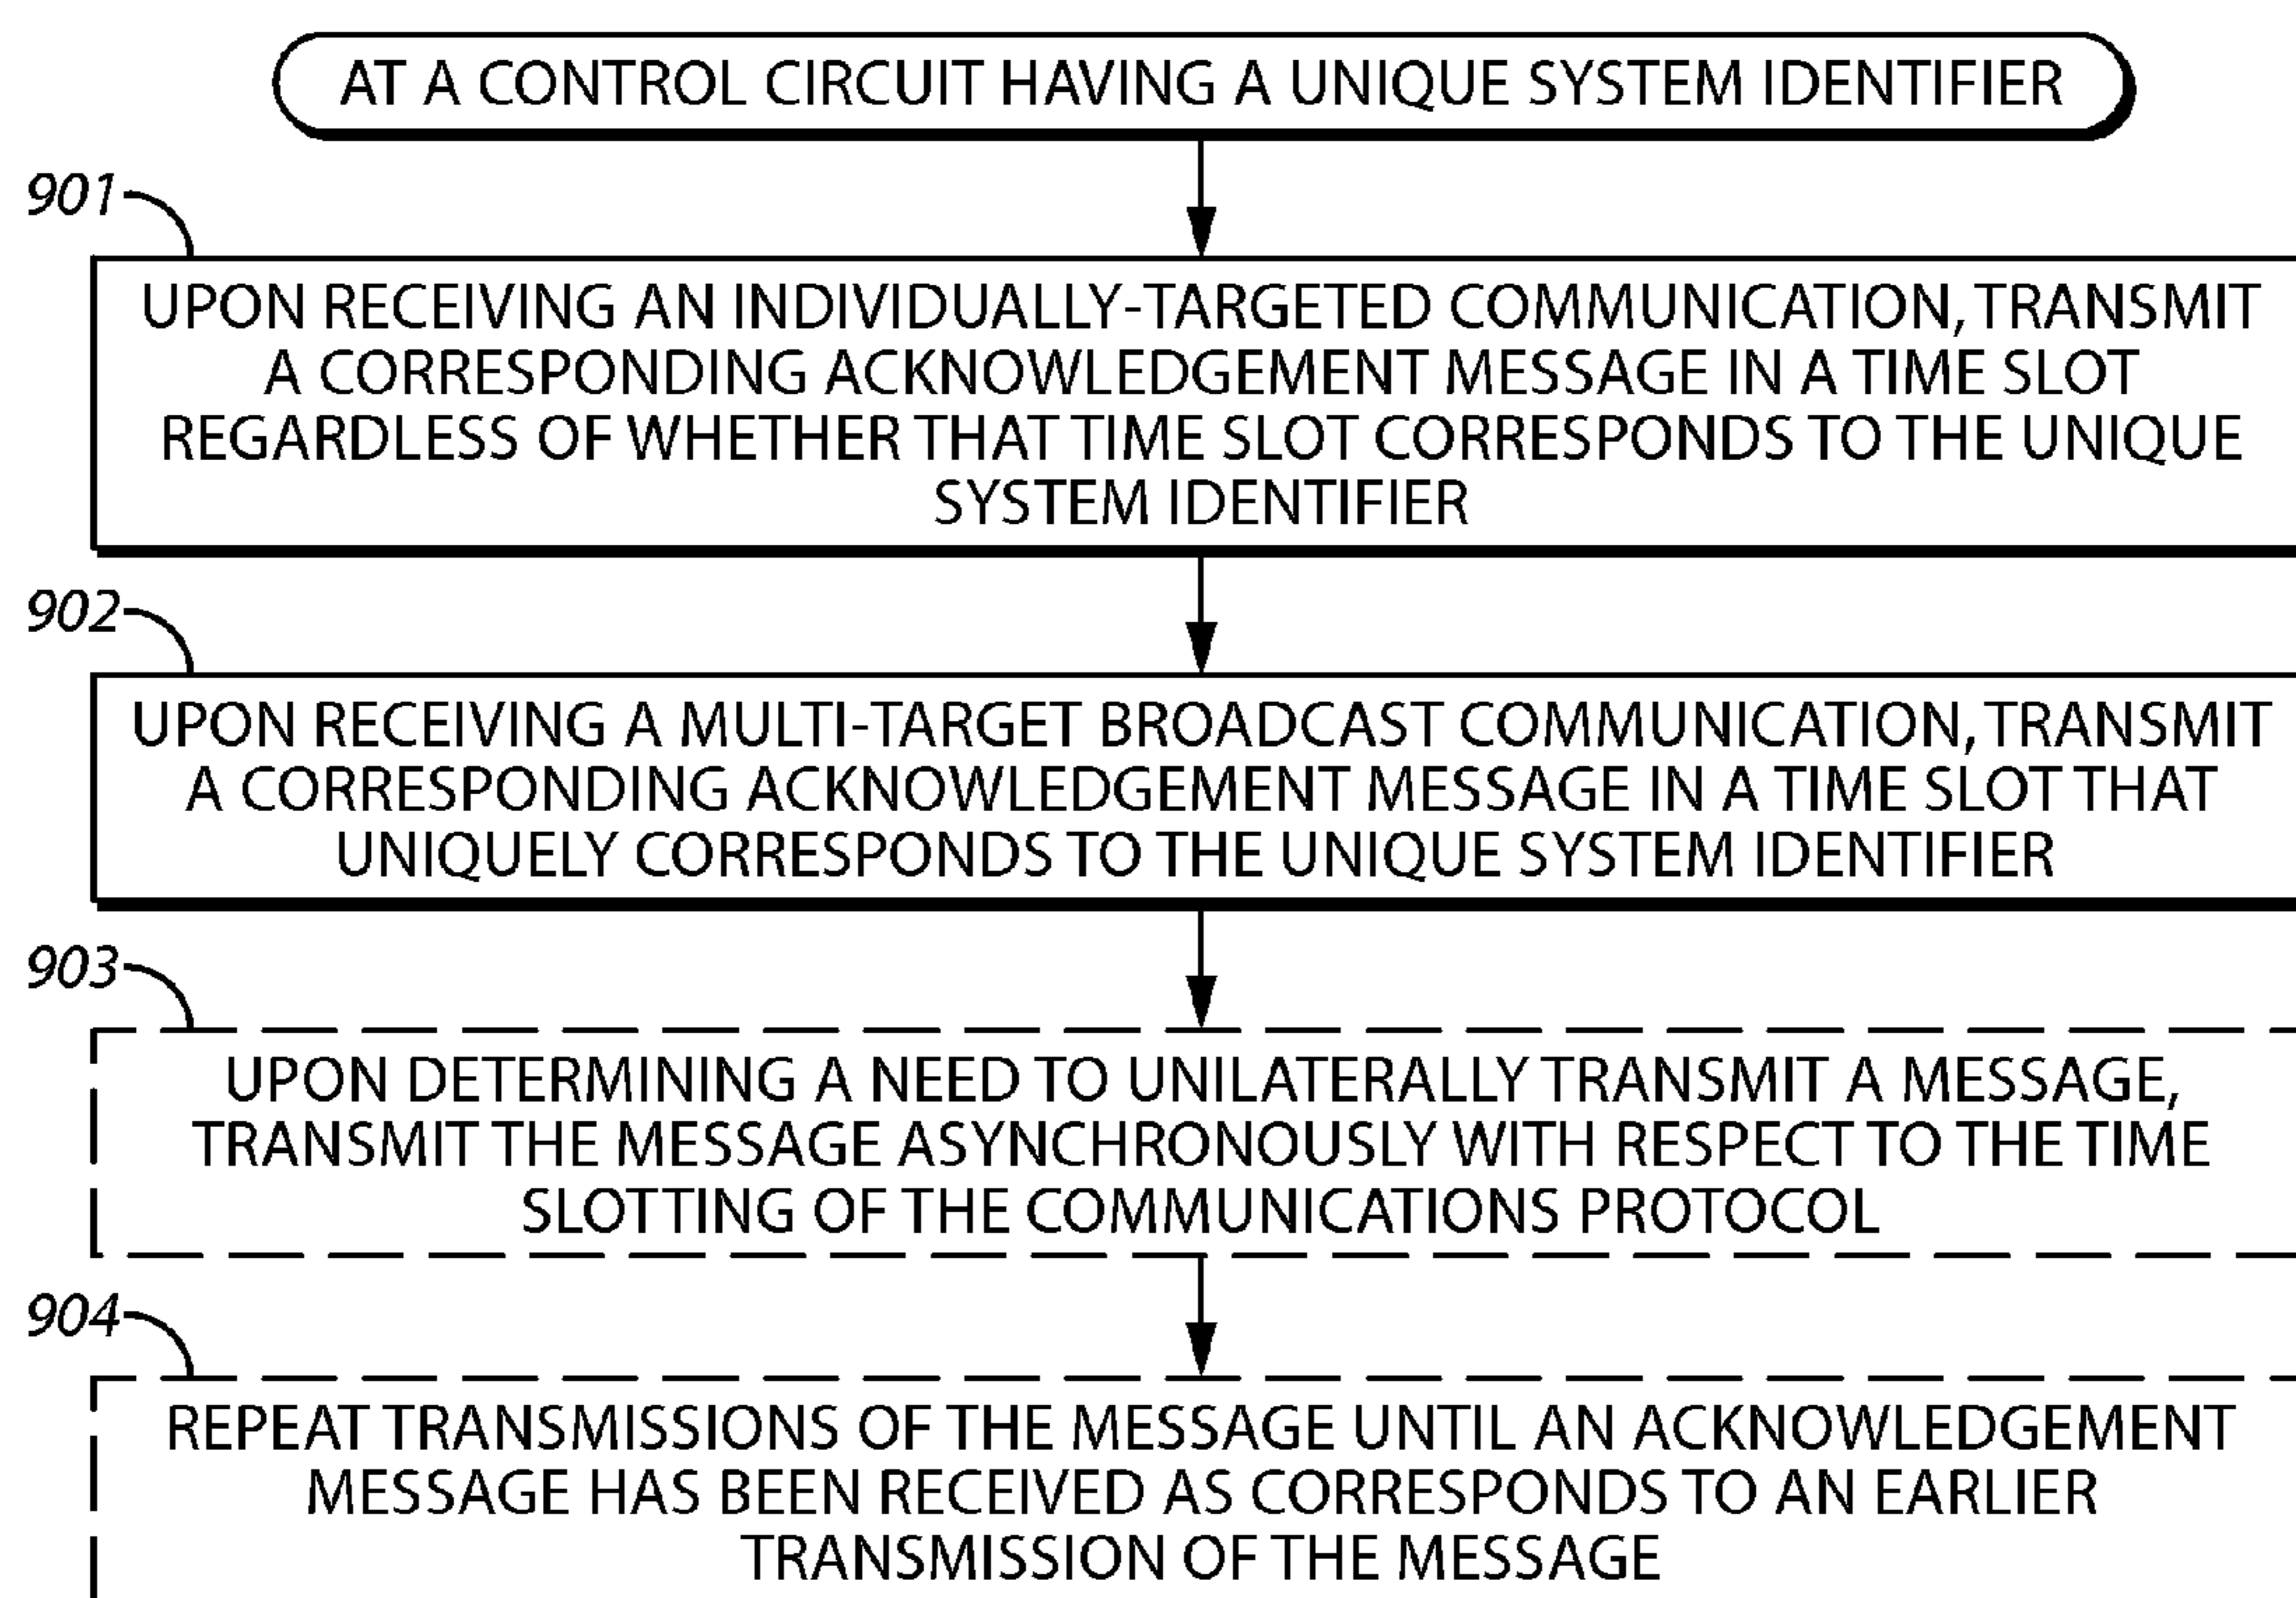 AT A CONTROL CIRCUIT HAVING A UNIQUE SYSTEM IDENTIFIER
901
UPON RECEIVING AN INDIVIDUALLY-TARGETED COMMUNICATION, TRANSMIT
A CORRESPONDING ACKNOWLEDGEMENT MESSAGE IN A TIME SLOT
REGARDLESS OF WHETHER THAT TIME SLOT CORRESPONDS TO THE UNIQUE
SYSTEM IDENTIFIER
902
UPON RECEIVING A MULTI-TARGET BROADCAST COMMUNICATION, TRANSMIT
A CORRESPONDING ACKNOWLEDGEMENT MESSAGE IN A TIME SLOT THAT
UNIQUELY CORRESPONDS TO THE UNIQUE SYSTEM IDENTIFIER
903
UPON DETERMINING A NEED TO UNILATERALLY TRANSMIT A MESSAGE,
TRANSMIT THE MESSAGE ASYNCHRONOUSLY WITH RESPECT TO THE TIME
SLOTTING OF THE COMMUNICATIONS PROTOCOL
904
REPEAT TRANSMISSIONS OF THE MESSAGE UNTIL AN ACKNOWLEDGEMENT
MESSAGE HAS BEEN RECEIVED AS CORRESPONDS TO AN EARLIER
TRANSMISSION OF THE MESSAGE